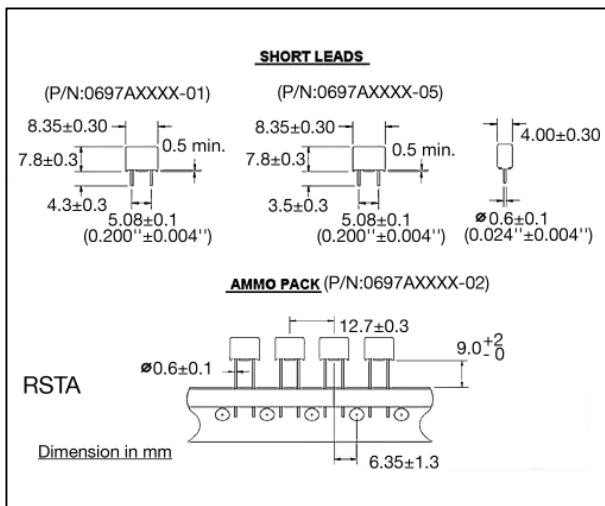 SHORT LEADS
(P/N:0697AXXXX-01)
(P/N:0697AXXXX-05)
8.35±0.30
8.35±0.30
4.00±0.30
7.8±0.3
0.5 min.
7.8±0.3
0.5 min.
4.3±0.3
3.5±0.3
5.08±0.1
(0.200"±0.004")
5.08±0.1
(0.200"±0.004")
ø0.6±0.1
(0.024"±0.004")
AMMO PACK (P/N:0697AXXXX-02)
12.7±0.3
ø0.6±0.1
9.0+2-0
RSTA
Dimension in mm
6.35±1.3